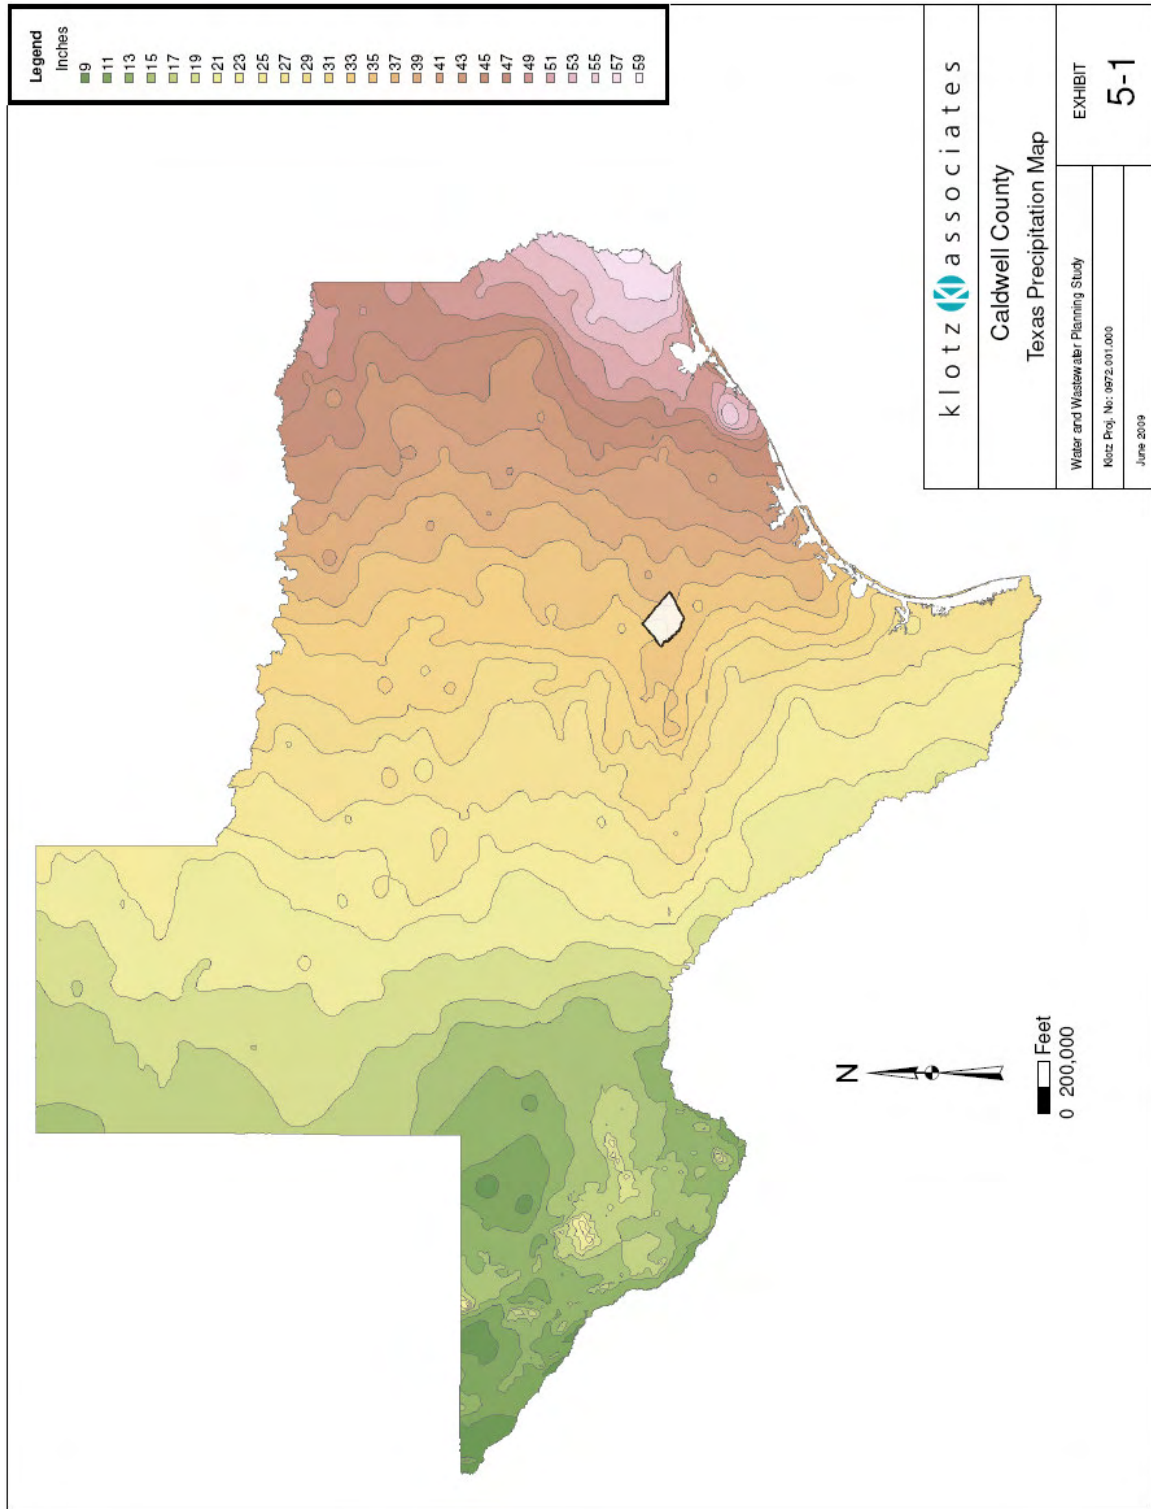 Legend
Inches
9
11
13
15
17
19
21
23
25
27
29
31
33
35
37
39
41
43
45
47
49
51
53
55
57
59
N
Feet
0 200,000
klotz associates
Caldwell County
Texas Precipitation Map
Water and Wastewater Planning Study
Klotz Proj. No: 0972.001.000
June 2009
EXHIBIT
5-1